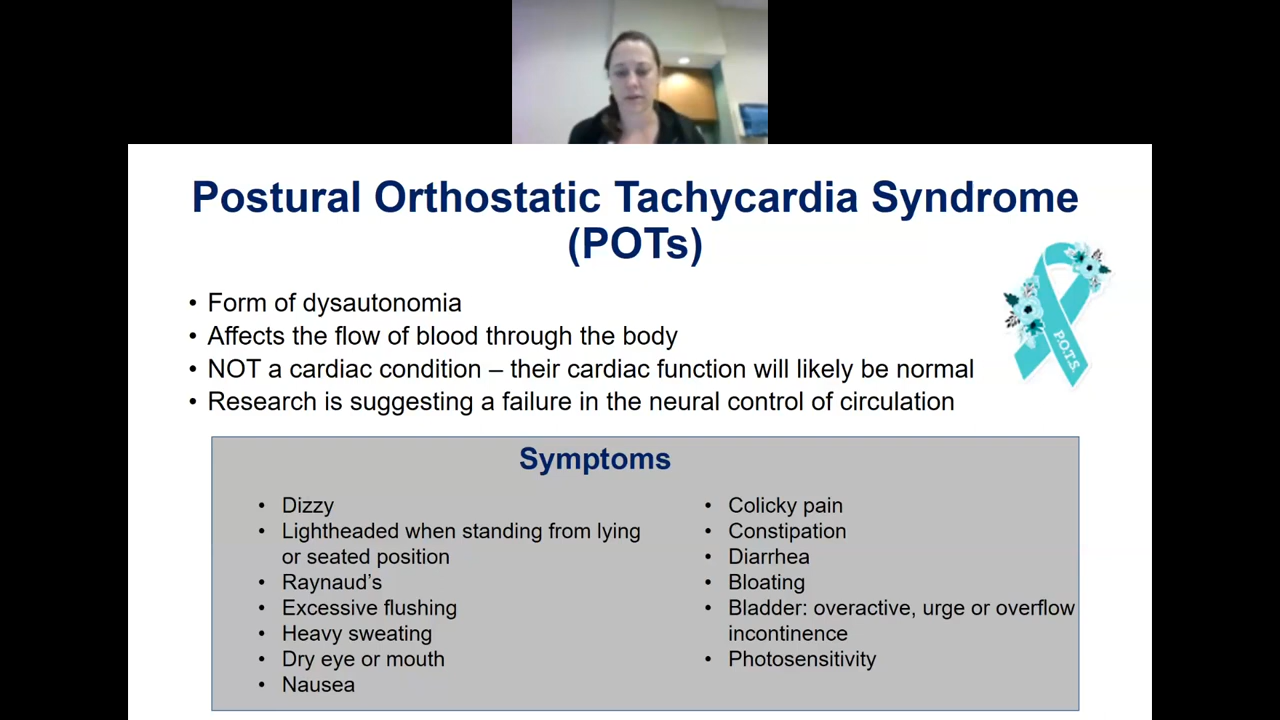 Postural Orthostatic Tachycardia Syndrome
(POTs)
• Form of dysautonomia
• Affects the flow of blood through the body
• NOT a cardiac condition – their cardiac function will likely be normal
• Research is suggesting a failure in the neural control of circulation
P.O.T.S.
Symptoms
• Dizzy
• Lightheaded when standing from lying
or seated position
• Raynaud’s
• Excessive flushing
• Heavy sweating
• Dry eye or mouth
• Nausea
• Colicky pain
• Constipation
• Diarrhea
• Bloating
• Bladder: overactive, urge or overflow
incontinence
• Photosensitivity